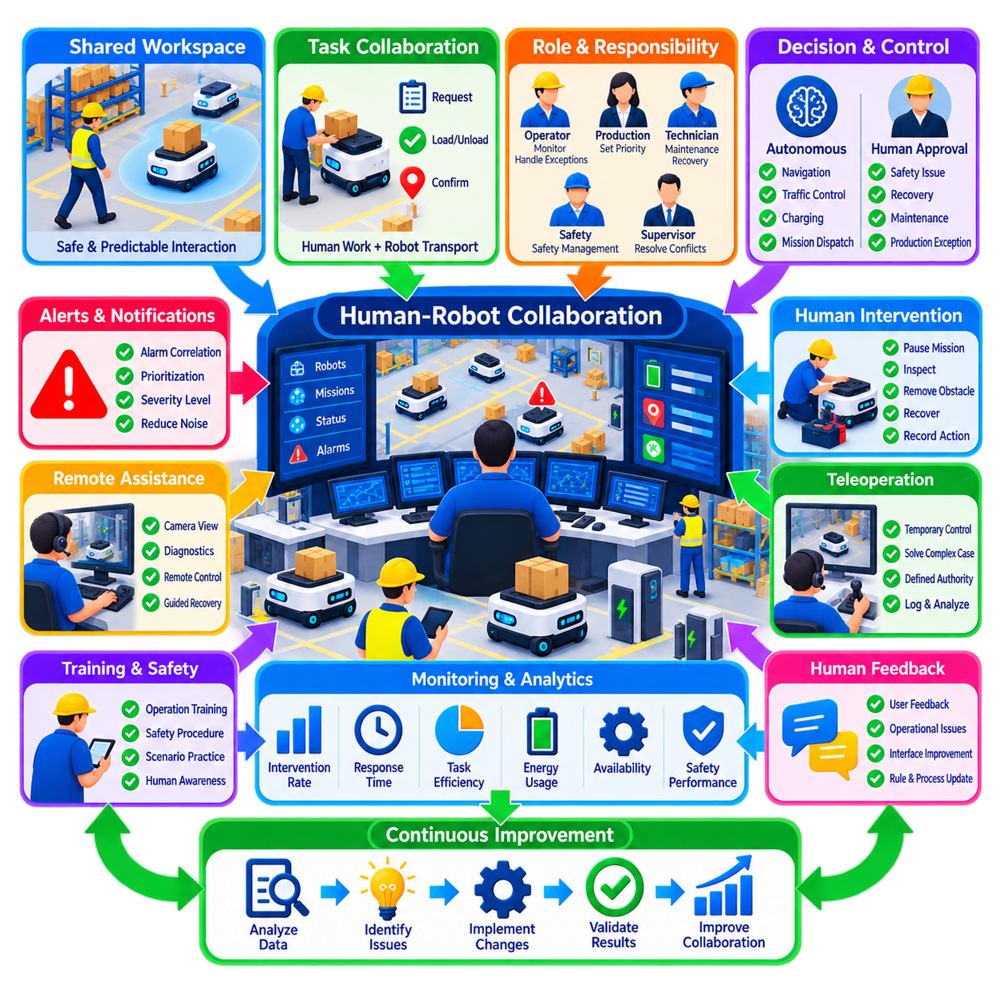 Shared Workspace
Safe & Predictable Interaction
Task Collaboration
Request
Load/Unload
Confirm
Human Work + Robot Transport
Role & Responsibility
Operator
Monitor
Handle Exceptions
Production
Set Priority
Technician
Maintenance
Recovery
Safety
Safety Management
Supervisor
Resolve Conflicts
Decision & Control
Autonomous
Navigation
Traffic Control
Charging
Mission Dispatch
Human Approval
Safety Issue
Recovery
Maintenance
Production Exception
Alerts & Notifications
Alarm Correlation
Prioritization
Severity Level
Reduce Noise
Human-Robot Collaboration
Robots
Missions
Status
Alarms
Human Intervention
Pause Mission
Inspect
Remove Obstacle
Recover
Record Action
Remote Assistance
Camera View
Diagnostics
Remote Control
Guided Recovery
Teleoperation
Temporary Control
Solve Complex Case
Defined Authority
Log & Analyze
Training & Safety
Operation Training
Safety Procedure
Scenario Practice
Human Awareness
Monitoring & Analytics
Intervention
Rate
Response
Time
Task
Efficiency
Energy
Usage
Availability
Safety
Performance
Human Feedback
User Feedback
Operational Issues
Interface Improvement
Rule & Process Update
Continuous Improvement
Analyze
Data
Identify
Issues
Implement
Changes
Validate
Results
Improve
Collaboration